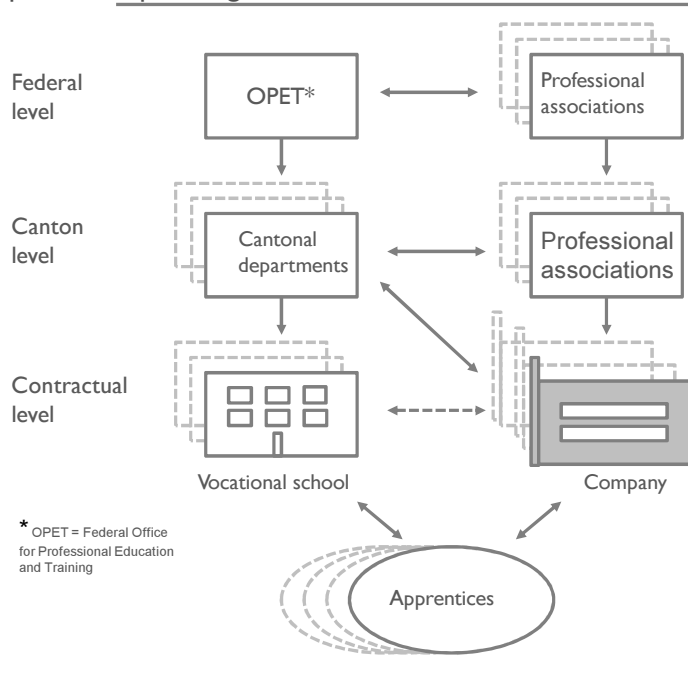 Federal
level
OPET*
Professional
associations
Canton
level
Cantonal
departments
Professional
associations
Contractual
level
Vocational school
Company
* OPET = Federal Office
for Professional Education
and Training
Apprentices